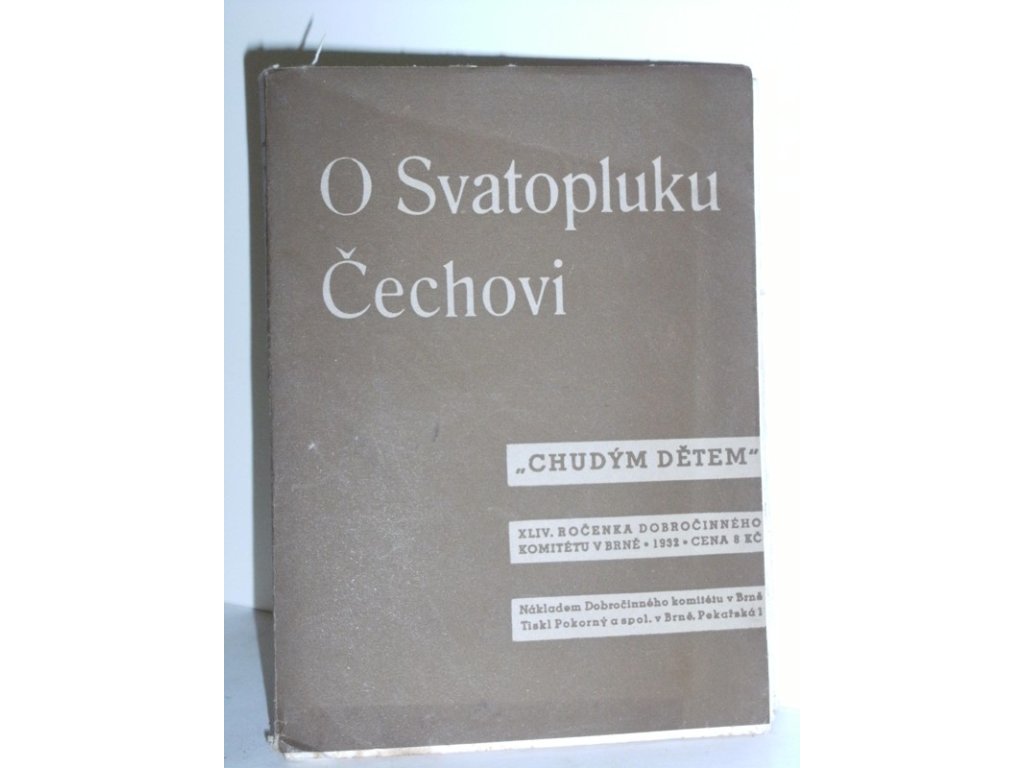 O Svatopluku
Čechovi
„CHUDÝM DĚTEM“
XLIV. ROČENKA DOBROČINNÉHO
KOMITÉTU V BRNĚ • 1932 • CENA 8 KČ
Nákladem Dobročinného komitétu v Brně
Tiskl Pokorný a spol. v Brně, Pekařská 1